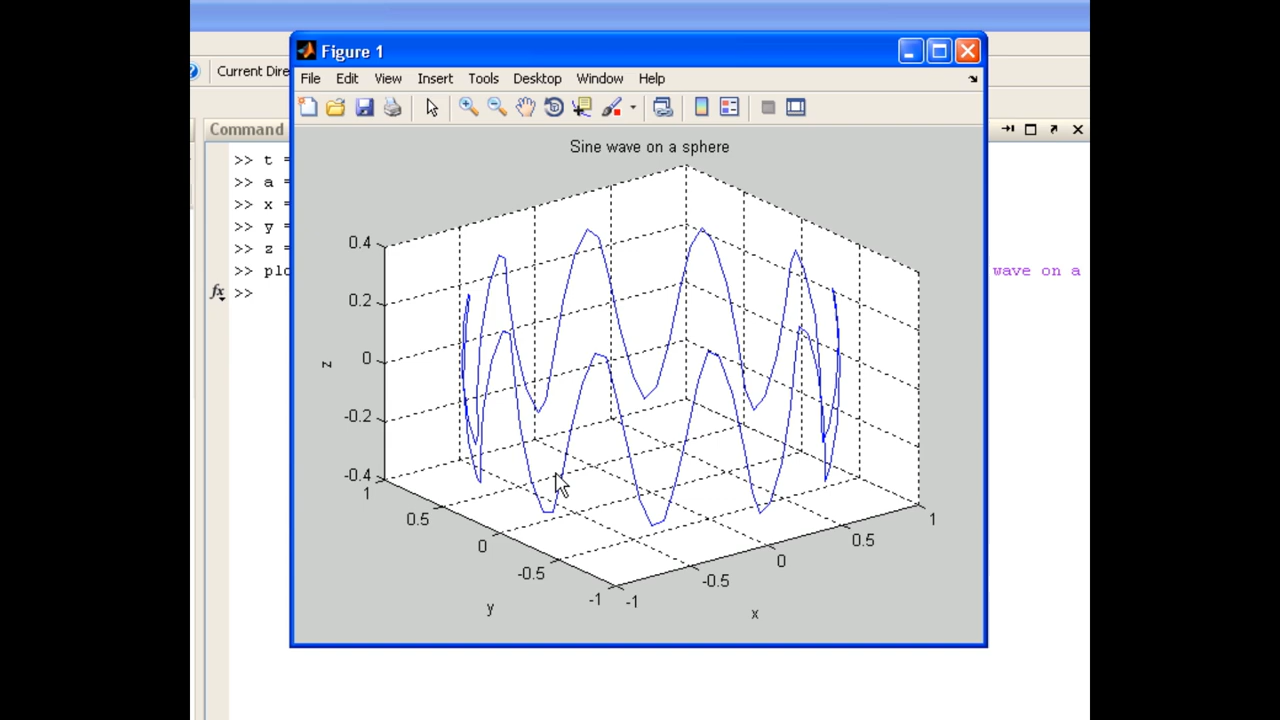 Figure 1
File Edit View Insert Tools Desktop Window Help
Current Dire
Command
>> t =
>> a =
>> x =
>> y =
>> z =
>> plo wave on a
fx >>
Sine wave on a sphere
0.4
0.2
0
-0.2
-0.4
z
1
0.5
0
-0.5
-1
y
-1
-0.5
0
0.5
1
x